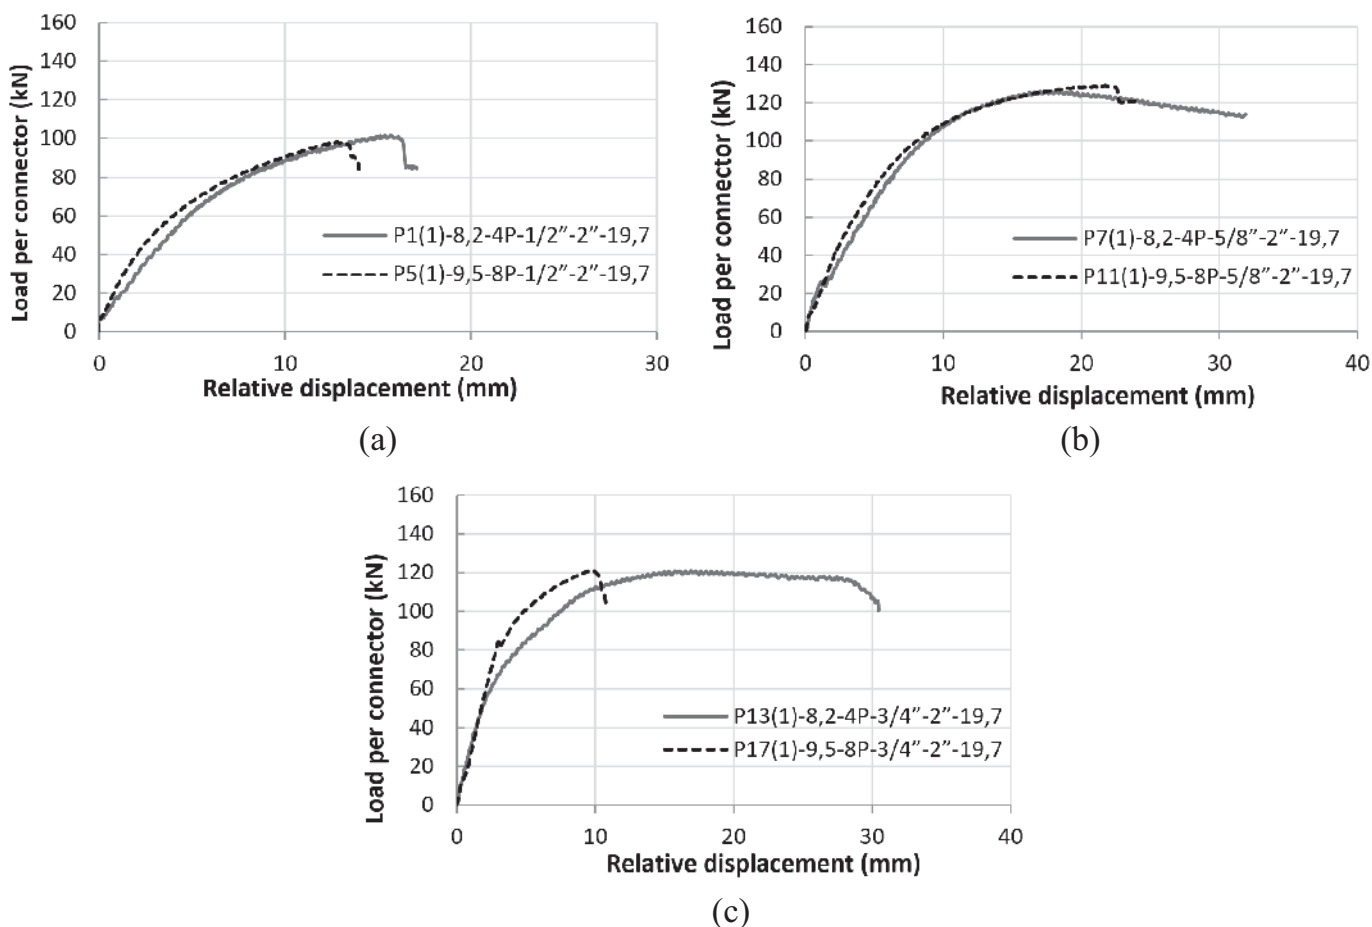 160
140
120
100
80
60
40
20
0
Load per connector (kN)
P1(1)-8,2-4P-1/2”-2”-19,7
P5(1)-9,5-8P-1/2”-2”-19,7
0 10 20 30
Relative displacement (mm)
(a)
160
140
120
100
80
60
40
20
0
Load per connector (kN)
P7(1)-8,2-4P-5/8”-2”-19,7
P11(1)-9,5-8P-5/8”-2”-19,7
0 10 20 30 40
Relative displacement (mm)
(b)
160
140
120
100
80
60
40
20
0
Load per connector (kN)
P13(1)-8,2-4P-3/4”-2”-19,7
P17(1)-9,5-8P-3/4”-2”-19,7
0 10 20 30 40
Relative displacement (mm)
(c)